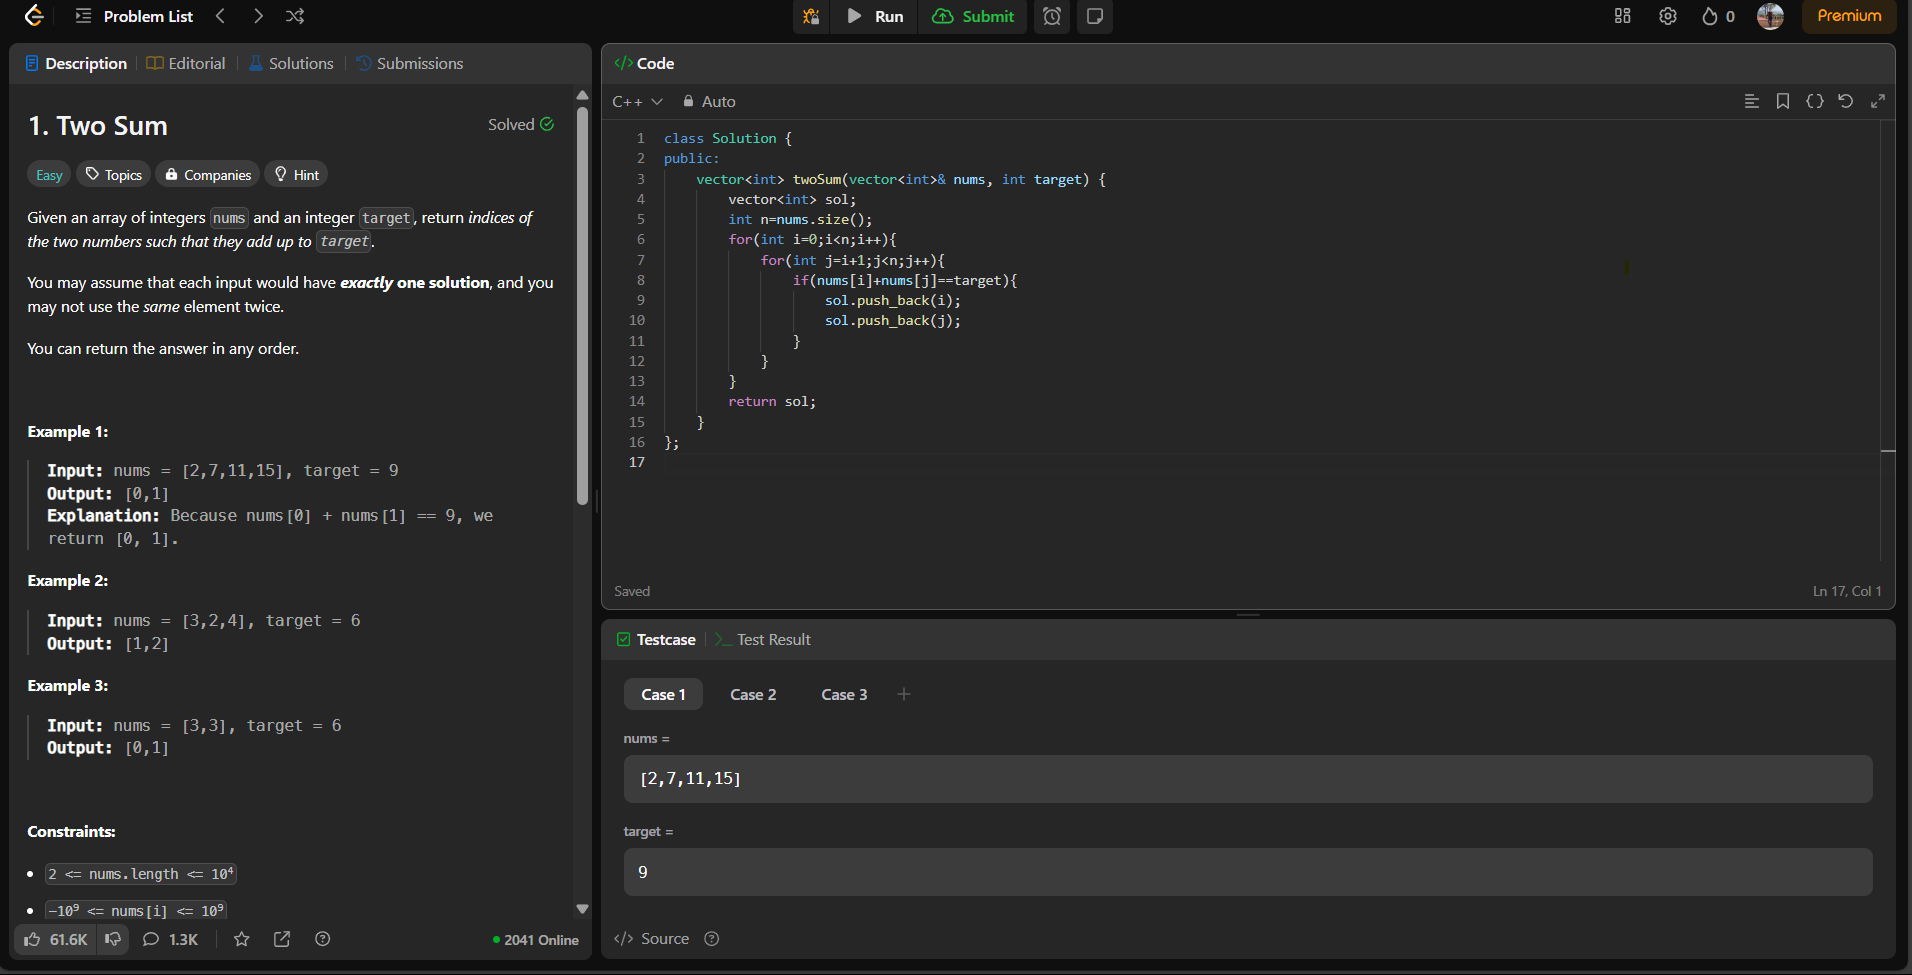 Problem List
Run
Submit
0
Premium
Description
Editorial
Solutions
Submissions
1. Two Sum
Solved
Easy
Topics
Companies
Hint
Given an array of integers nums and an integer target, return indices of
the two numbers such that they add up to target.
You may assume that each input would have exactly one solution, and you
may not use the same element twice.
You can return the answer in any order.
Example 1:
Input: nums = [2,7,11,15], target = 9
Output: [0,1]
Explanation: Because nums[0] + nums[1] == 9, we
return [0, 1].
Example 2:
Input: nums = [3,2,4], target = 6
Output: [1,2]
Example 3:
Input: nums = [3,3], target = 6
Output: [0,1]
Constraints:
• 2 <= nums.length <= 10⁴
• -10⁹ <= nums[i] <= 10⁹
61.6K
1.3K
2041 Online
</> Code
C++
Auto
1 class Solution {
2 public:
3     vector<int> twoSum(vector<int>& nums, int target) {
4         vector<int> sol;
5         int n=nums.size();
6         for(int i=0;i<n;i++){
7             for(int j=i+1;j<n;j++){
8                 if(nums[i]+nums[j]==target){
9                     sol.push_back(i);
10                     sol.push_back(j);
11                 }
12             }
13         }
14         return sol;
15     }
16 };
17
Saved
Ln 17, Col 1
Testcase
>_ Test Result
Case 1
Case 2
Case 3
+
nums =
[2,7,11,15]
target =
9
</> Source